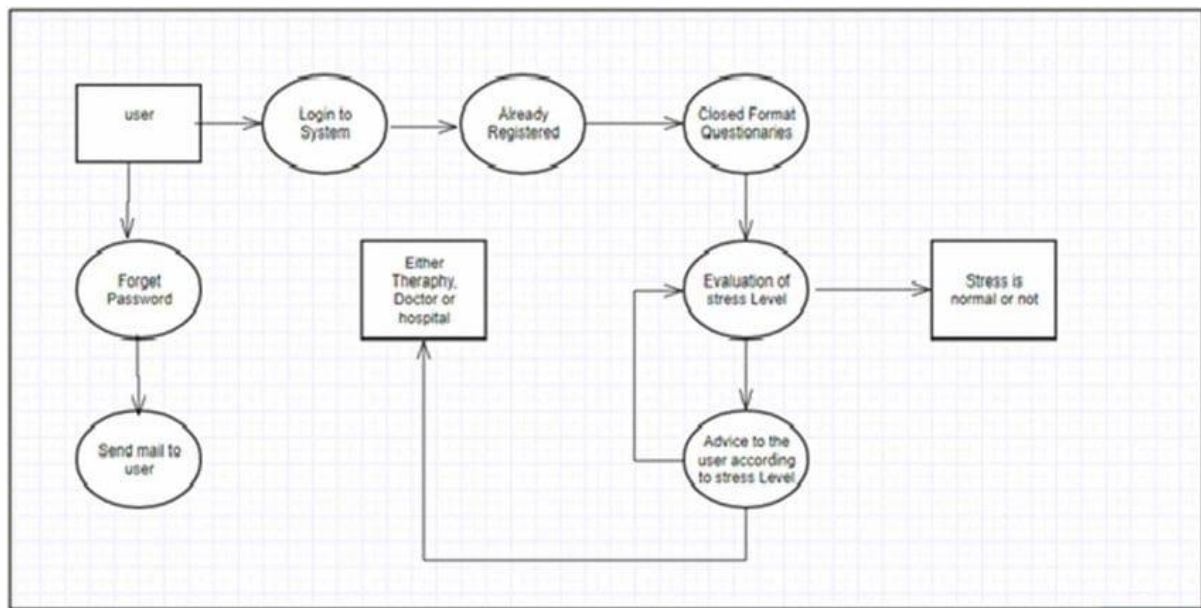 user
Login to
System
Already
Registered
Closed Format
Questionaries
Forget
Password
Either
Theraphy,
Doctor or
hospital
Evaluation of
stress Level
Stress is
normal or not
Send mail to
user
Advice to the
user according
to stress Level